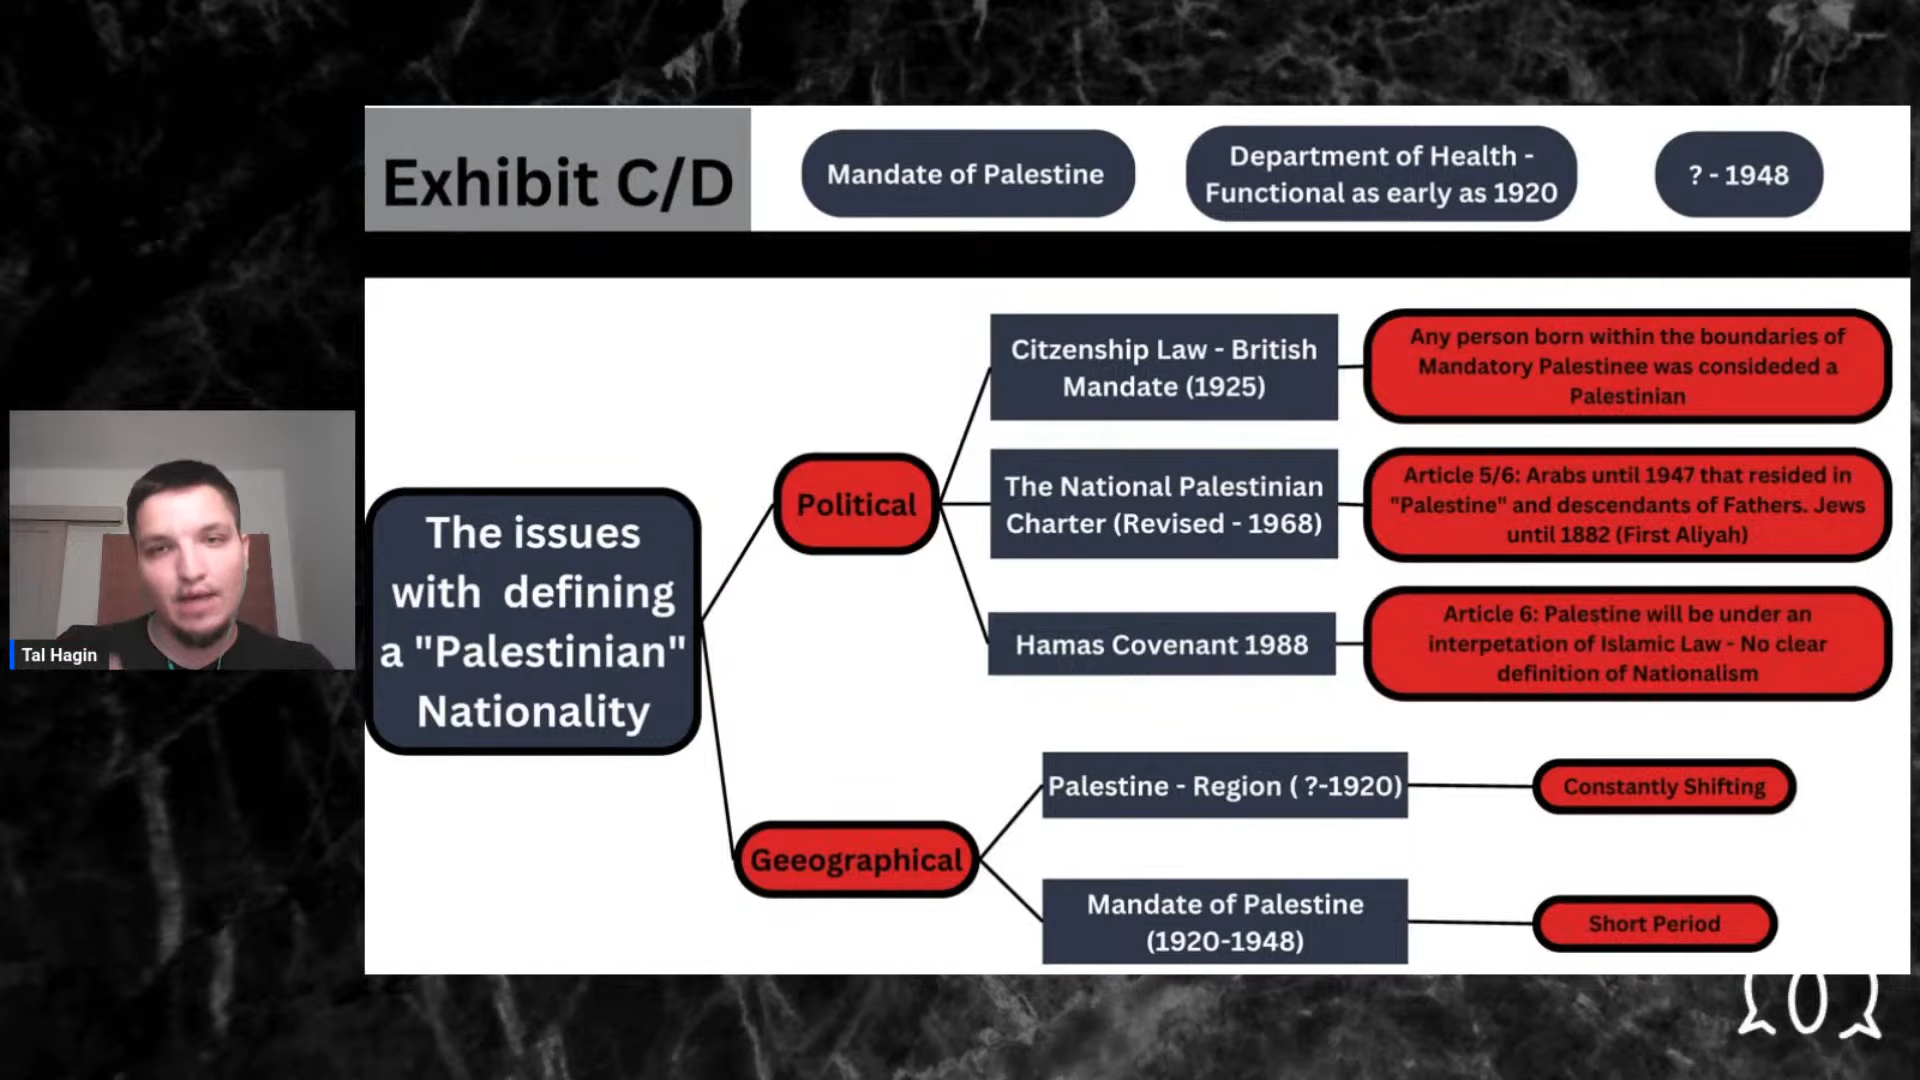 Exhibit C/D
Mandate of Palestine
Department of Health -
Functional as early as 1920
? - 1948
The issues
with defining
a "Palestinian"
Nationality
Political
Citzenship Law - British
Mandate (1925)
Any person born within the boundaries of
Mandatory Palestinee was consideded a
Palestinian
The National Palestinian
Charter (Revised - 1968)
Article 5/6: Arabs until 1947 that resided in
"Palestine" and descendants of Fathers. Jews
until 1882 (First Aliyah)
Hamas Covenant 1988
Article 6: Palestine will be under an
interpetation of Islamic Law - No clear
definition of Nationalism
Geeographical
Palestine - Region ( ?-1920)
Constantly Shifting
Mandate of Palestine
(1920-1948)
Short Period
Tal Hagin